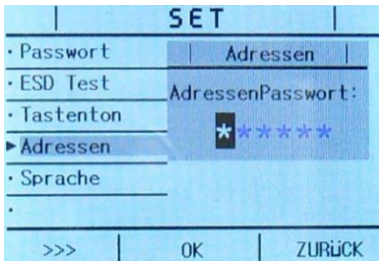 SET
Passwort
ESD Test
Tastenton
Adressen
Sprache
Adressen
AdressenPasswort:
******
>>> OK ZURÜCK